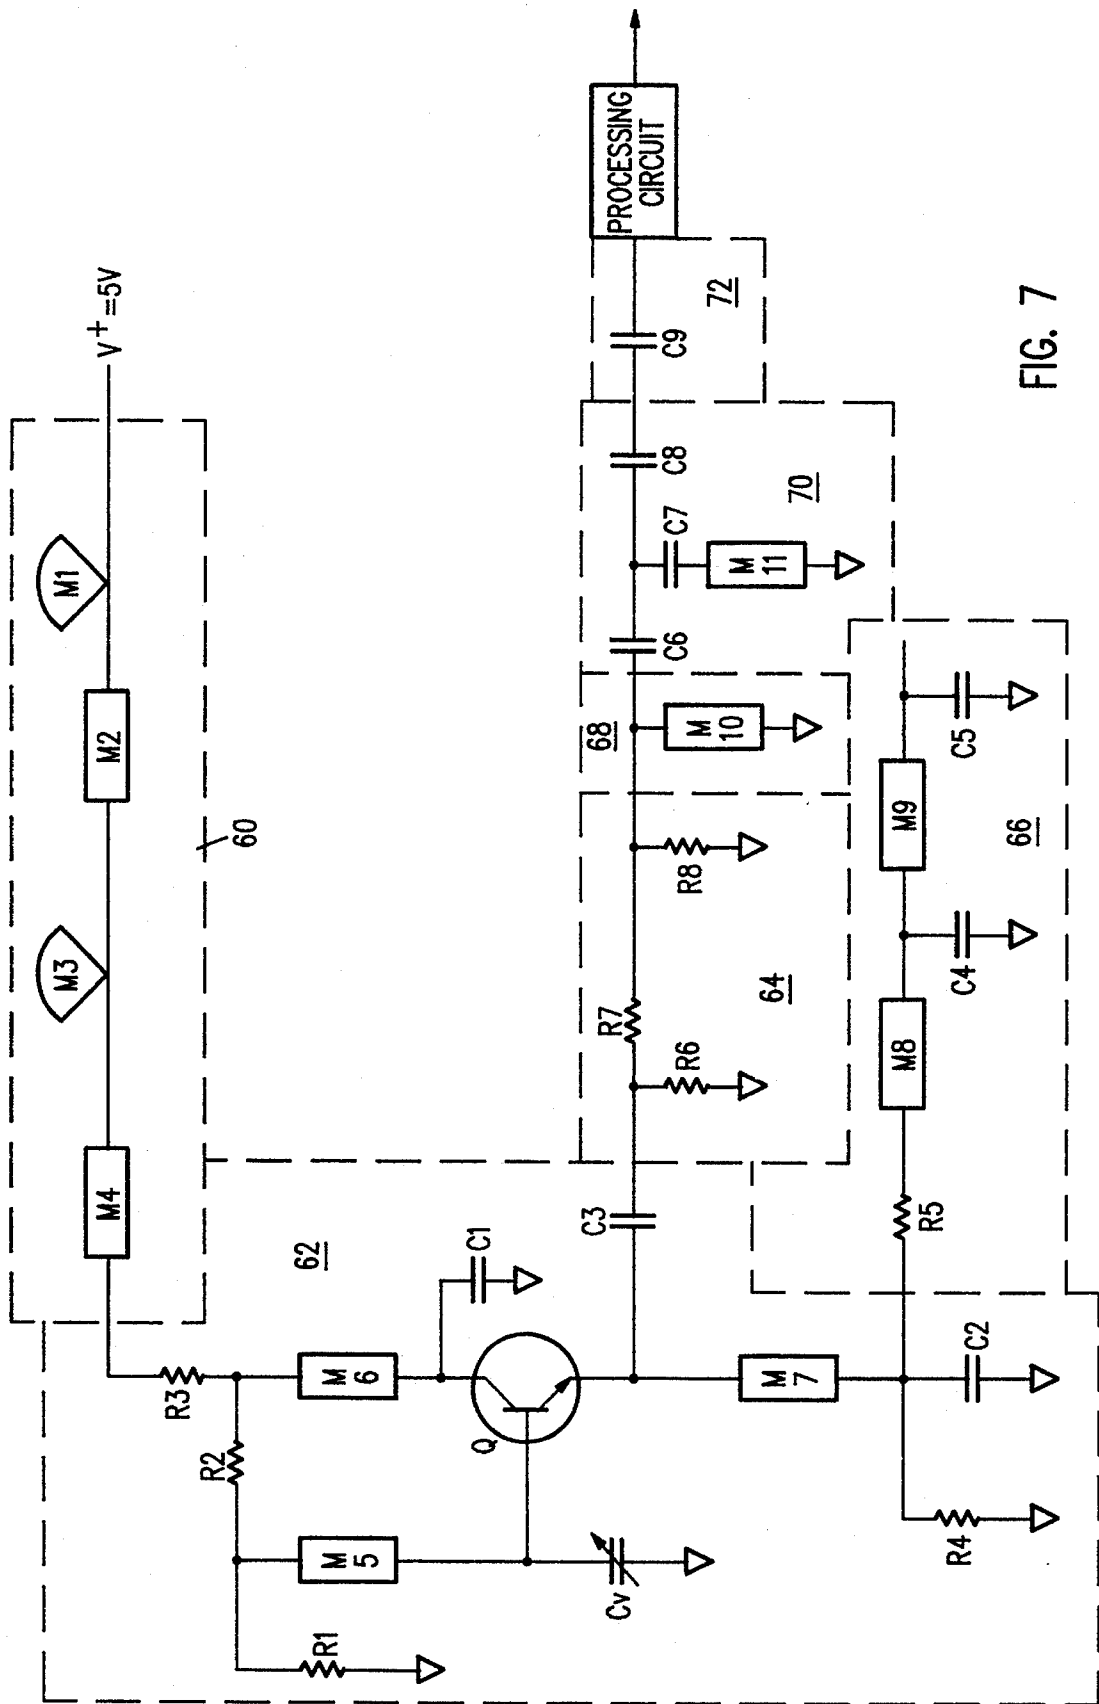 V+=5V
M1
M2
M3
M4
60
R3
R2
M
5
R1
M
6
62
C1
Q
Cv
C3
M
7
R4
C2
R6
R7
64
R8
68
M
10
C6
C7
M
11
70
C8
C9
72
PROCESSING
CIRCUIT
R5
M8
C4
M9
66
C5
FIG. 7